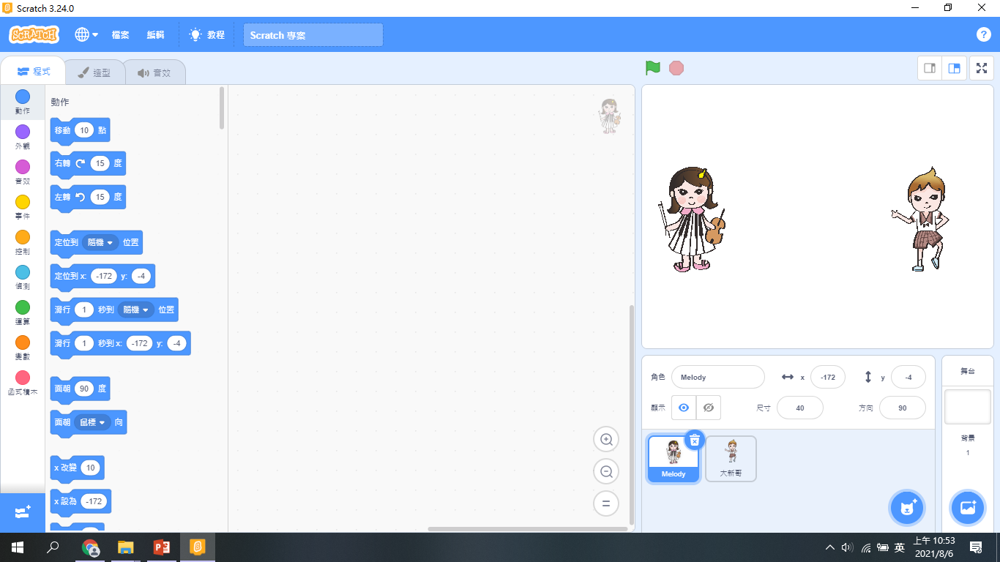 Scratch 3.24.0
SCRATCH 檔案 編輯 教程 Scratch 專案 ?
程式 造型 音效
動作
外觀
音效
事件
控制
偵測
運算
變數
函式積木
動作
移動 10 點
右轉 15 度
左轉 15 度
定位到 隨機 位置
定位到 x: -172 y: -4
滑行 1 秒到 隨機 位置
滑行 1 秒到 x: -172 y: -4
面朝 90 度
面朝 鼠標 向
x 改變 10
x 設為 -172
角色 Melody x -172 y -4
顯示 尺寸 40 方向 90
Melody 大新哥
舞台
背景
1
英 上午 10:53
2021/8/6